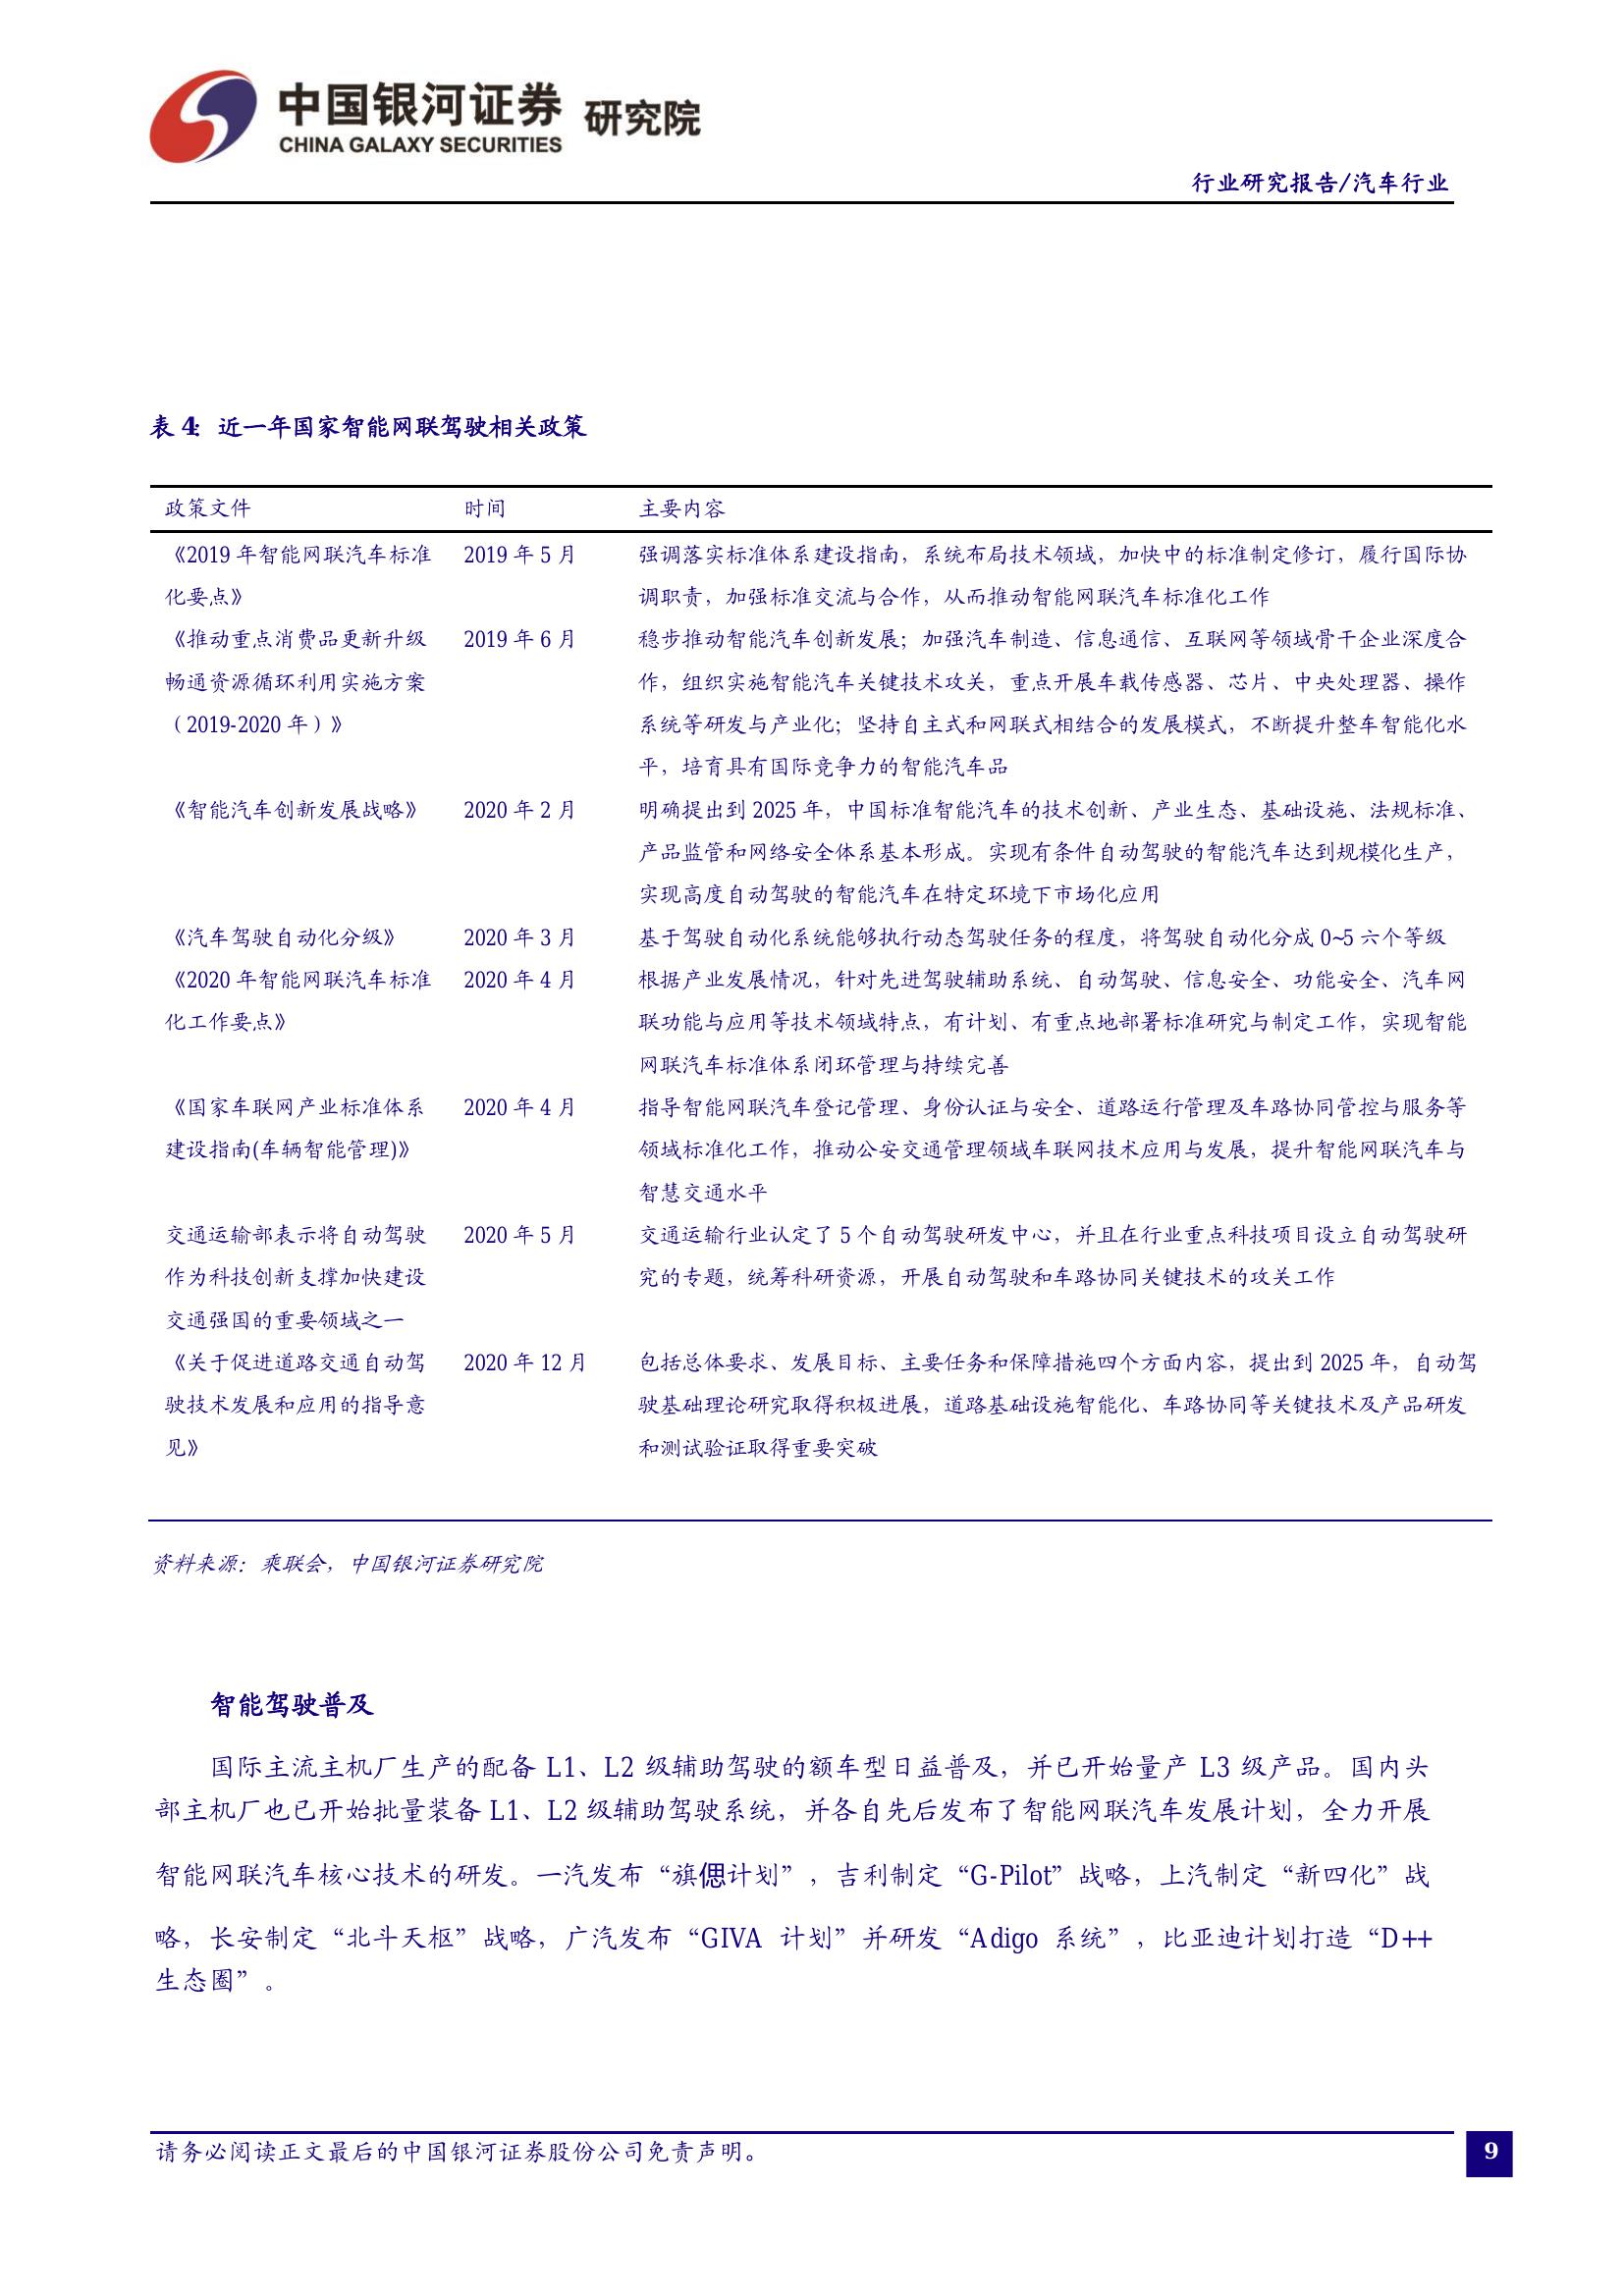 中国银河证券 研究院
CHINA GALAXY SECURITIES
行业研究报告/汽车行业
表 4: 近一年国家智能网联驾驶相关政策
政策文件 时间 主要内容
《2019 年智能网联汽车标准 2019 年 5 月 强调落实标准体系建设指南，系统布局技术领域，加快中的标准制定修订，履行国际协
化要点》 调职责，加强标准交流与合作，从而推动智能网联汽车标准化工作
《推动重点消费品更新升级 2019 年 6 月 稳步推动智能汽车创新发展；加强汽车制造、信息通信、互联网等领域骨干企业深度合
畅通资源循环利用实施方案 作，组织实施智能汽车关键技术攻关，重点开展车载传感器、芯片、中央处理器、操作
（2019-2020 年）》 系统等研发与产业化；坚持自主式和网联式相结合的发展模式，不断提升整车智能化水
平，培育具有国际竞争力的智能汽车品
《智能汽车创新发展战略》 2020 年 2 月 明确提出到 2025 年，中国标准智能汽车的技术创新、产业生态、基础设施、法规标准、
产品监管和网络安全体系基本形成。实现有条件自动驾驶的智能汽车达到规模化生产，
实现高度自动驾驶的智能汽车在特定环境下市场化应用
《汽车驾驶自动化分级》 2020 年 3 月 基于驾驶自动化系统能够执行动态驾驶任务的程度，将驾驶自动化分成 0~5 六个等级
《2020 年智能网联汽车标准 2020 年 4 月 根据产业发展情况，针对先进驾驶辅助系统、自动驾驶、信息安全、功能安全、汽车网
化工作要点》 联功能与应用等技术领域特点，有计划、有重点地部署标准研究与制定工作，实现智能
网联汽车标准体系闭环管理与持续完善
《国家车联网产业标准体系 2020 年 4 月 指导智能网联汽车登记管理、身份认证与安全、道路运行管理及车路协同管控与服务等
建设指南(车辆智能管理)》 领域标准化工作，推动公安交通管理领域车联网技术应用与发展，提升智能网联汽车与
智慧交通水平
交通运输部表示将自动驾驶 2020 年 5 月 交通运输行业认定了 5 个自动驾驶研发中心，并且在行业重点科技项目设立自动驾驶研
作为科技创新支撑加快建设 究的专题，统筹科研资源，开展自动驾驶和车路协同关键技术的攻关工作
交通强国的重要领域之一
《关于促进道路交通自动驾 2020 年 12 月 包括总体要求、发展目标、主要任务和保障措施四个方面内容，提出到 2025 年，自动驾
驶技术发展和应用的指导意 驶基础理论研究取得积极进展，道路基础设施智能化、车路协同等关键技术及产品研发
见》 和测试验证取得重要突破
资料来源：乘联会，中国银河证券研究院
智能驾驶普及
国际主流主机厂生产的配备 L1、L2 级辅助驾驶的额车型日益普及，并已开始量产 L3 级产品。国内头
部主机厂也已开始批量装备 L1、L2 级辅助驾驶系统，并各自先后发布了智能网联汽车发展计划，全力开展
智能网联汽车核心技术的研发。一汽发布“旗偲计划”，吉利制定“G-Pilot”战略，上汽制定“新四化”战
略，长安制定“北斗天枢”战略，广汽发布“GIVA 计划”并研发“Adigo 系统”，比亚迪计划打造“D++
生态圈”。
请务必阅读正文最后的中国银河证券股份公司免责声明。
9